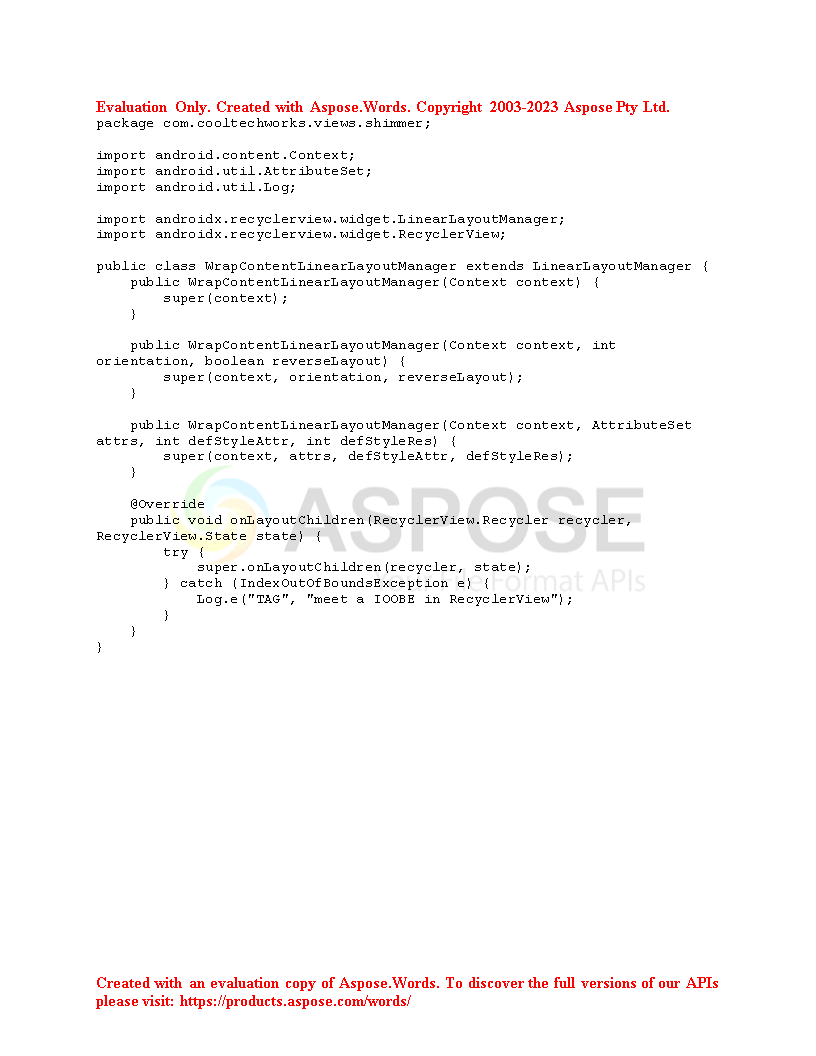 Evaluation Only. Created with Aspose.Words. Copyright 2003-2023 Aspose Pty Ltd.
package com.cooltechworks.views.shimmer;

import android.content.Context;
import android.util.AttributeSet;
import android.util.Log;

import androidx.recyclerview.widget.LinearLayoutManager;
import androidx.recyclerview.widget.RecyclerView;

public class WrapContentLinearLayoutManager extends LinearLayoutManager {
    public WrapContentLinearLayoutManager(Context context) {
        super(context);
    }

    public WrapContentLinearLayoutManager(Context context, int
orientation, boolean reverseLayout) {
        super(context, orientation, reverseLayout);
    }

    public WrapContentLinearLayoutManager(Context context, AttributeSet
attrs, int defStyleAttr, int defStyleRes) {
        super(context, attrs, defStyleAttr, defStyleRes);
    }

    @Override
    public void onLayoutChildren(RecyclerView.Recycler recycler,
RecyclerView.State state) {
        try {
            super.onLayoutChildren(recycler, state);
        } catch (IndexOutOfBoundsException e) {
            Log.e("TAG", "meet a IOOBE in RecyclerView");
        }
    }
}
ASPOSE
Format APIs
Created with an evaluation copy of Aspose.Words. To discover the full versions of our APIs
please visit: https://products.aspose.com/words/